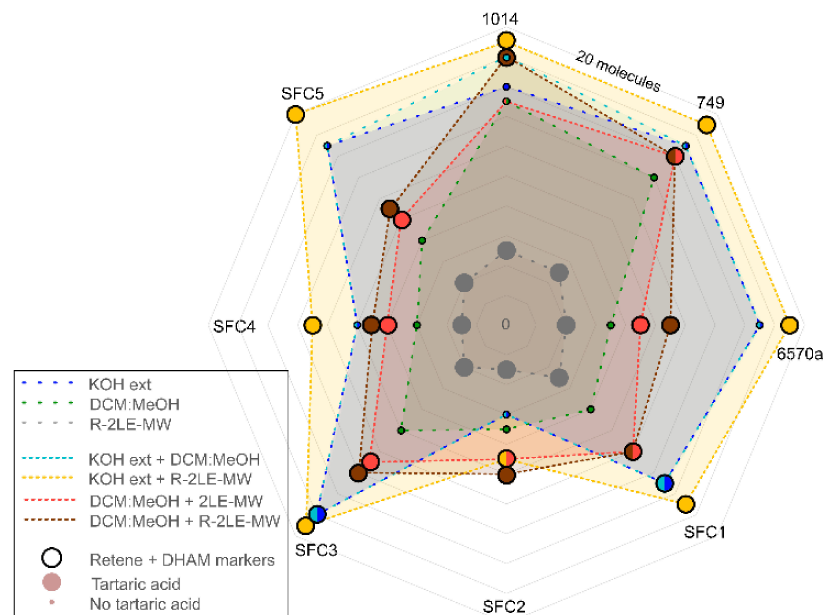 1014
20 molecules
749
SFC5
SFC4
0
6570a
SFC1
SFC3
SFC2
KOH ext
DCM:MeOH
R-2LE-MW
KOH ext + DCM:MeOH
KOH ext + R-2LE-MW
DCM:MeOH + 2LE-MW
DCM:MeOH + R-2LE-MW
Retene + DHAM markers
Tartaric acid
No tartaric acid